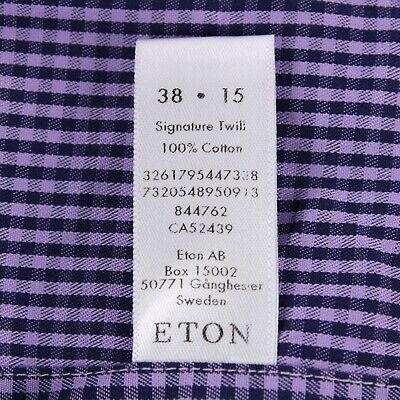 38 • 15
Signature Twill
100% Cotton
3261795447338
7320548950913
844762
CA52439
Eton AB
Box 15002
50771 Gånghester
Sweden
ETON